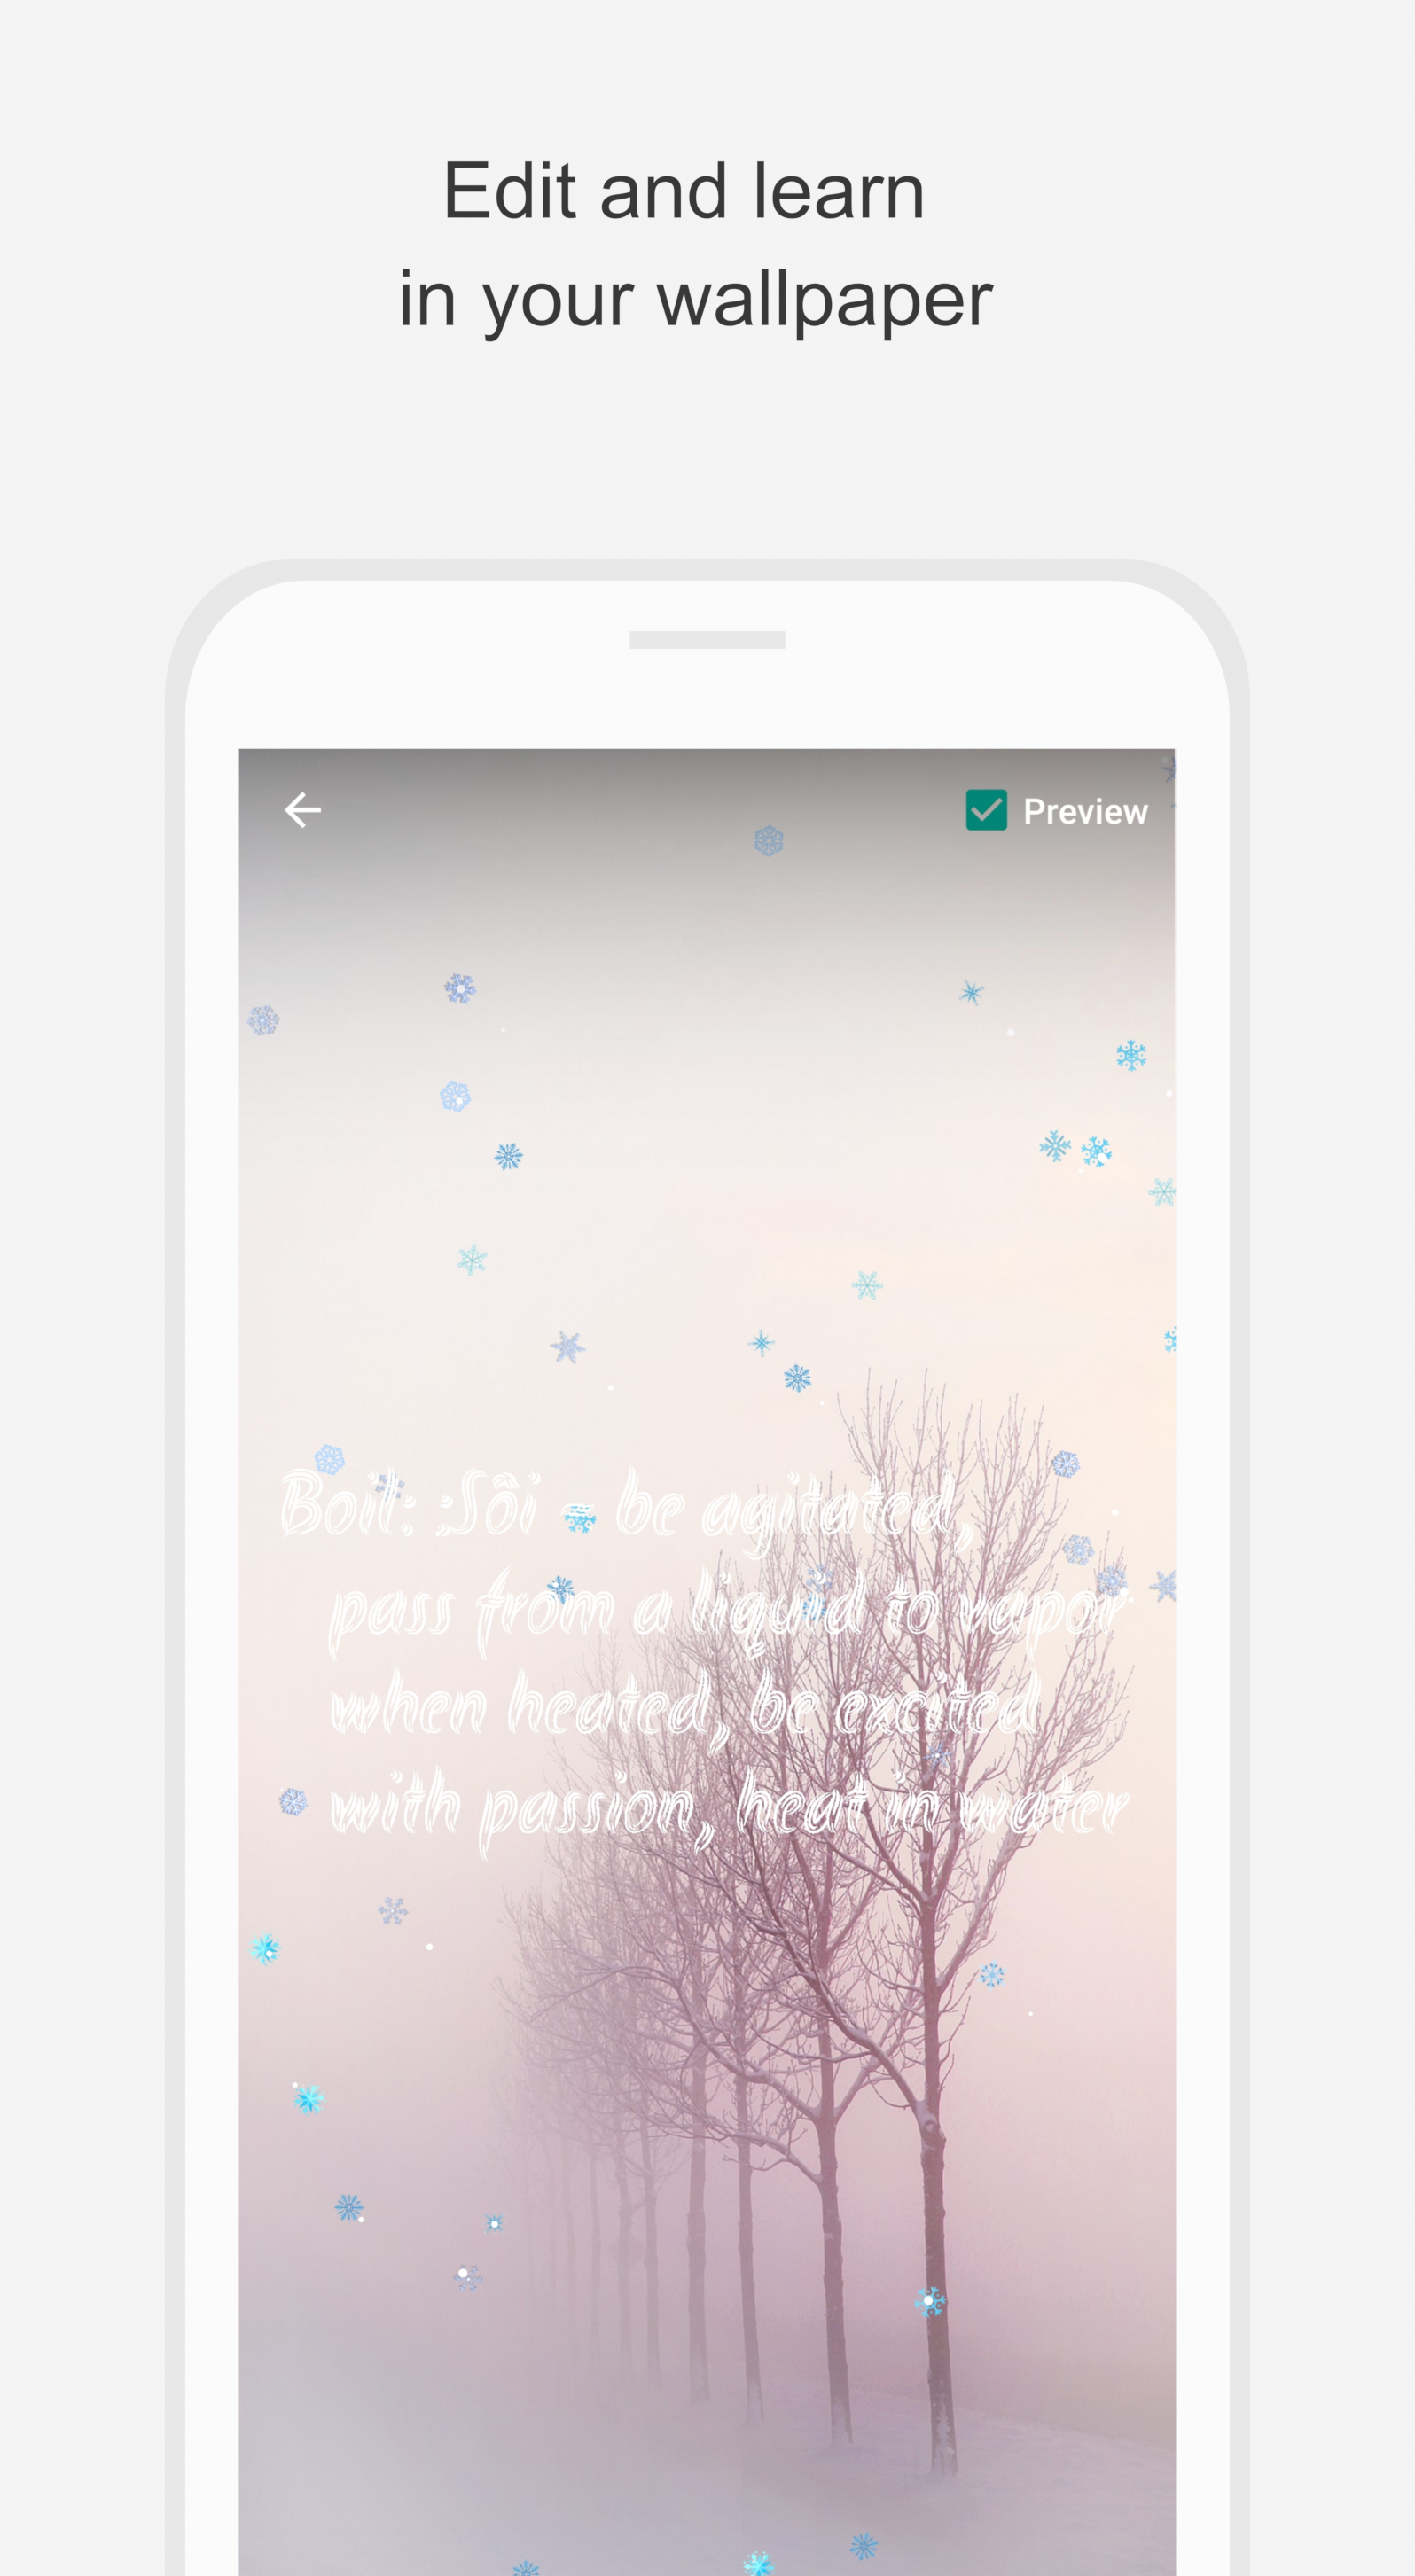 Edit and learn
in your wallpaper
Preview
Boil: :Sôi = be agitated,
pass from a liquid to vapor
when heated, be excited
with passion, heat in water